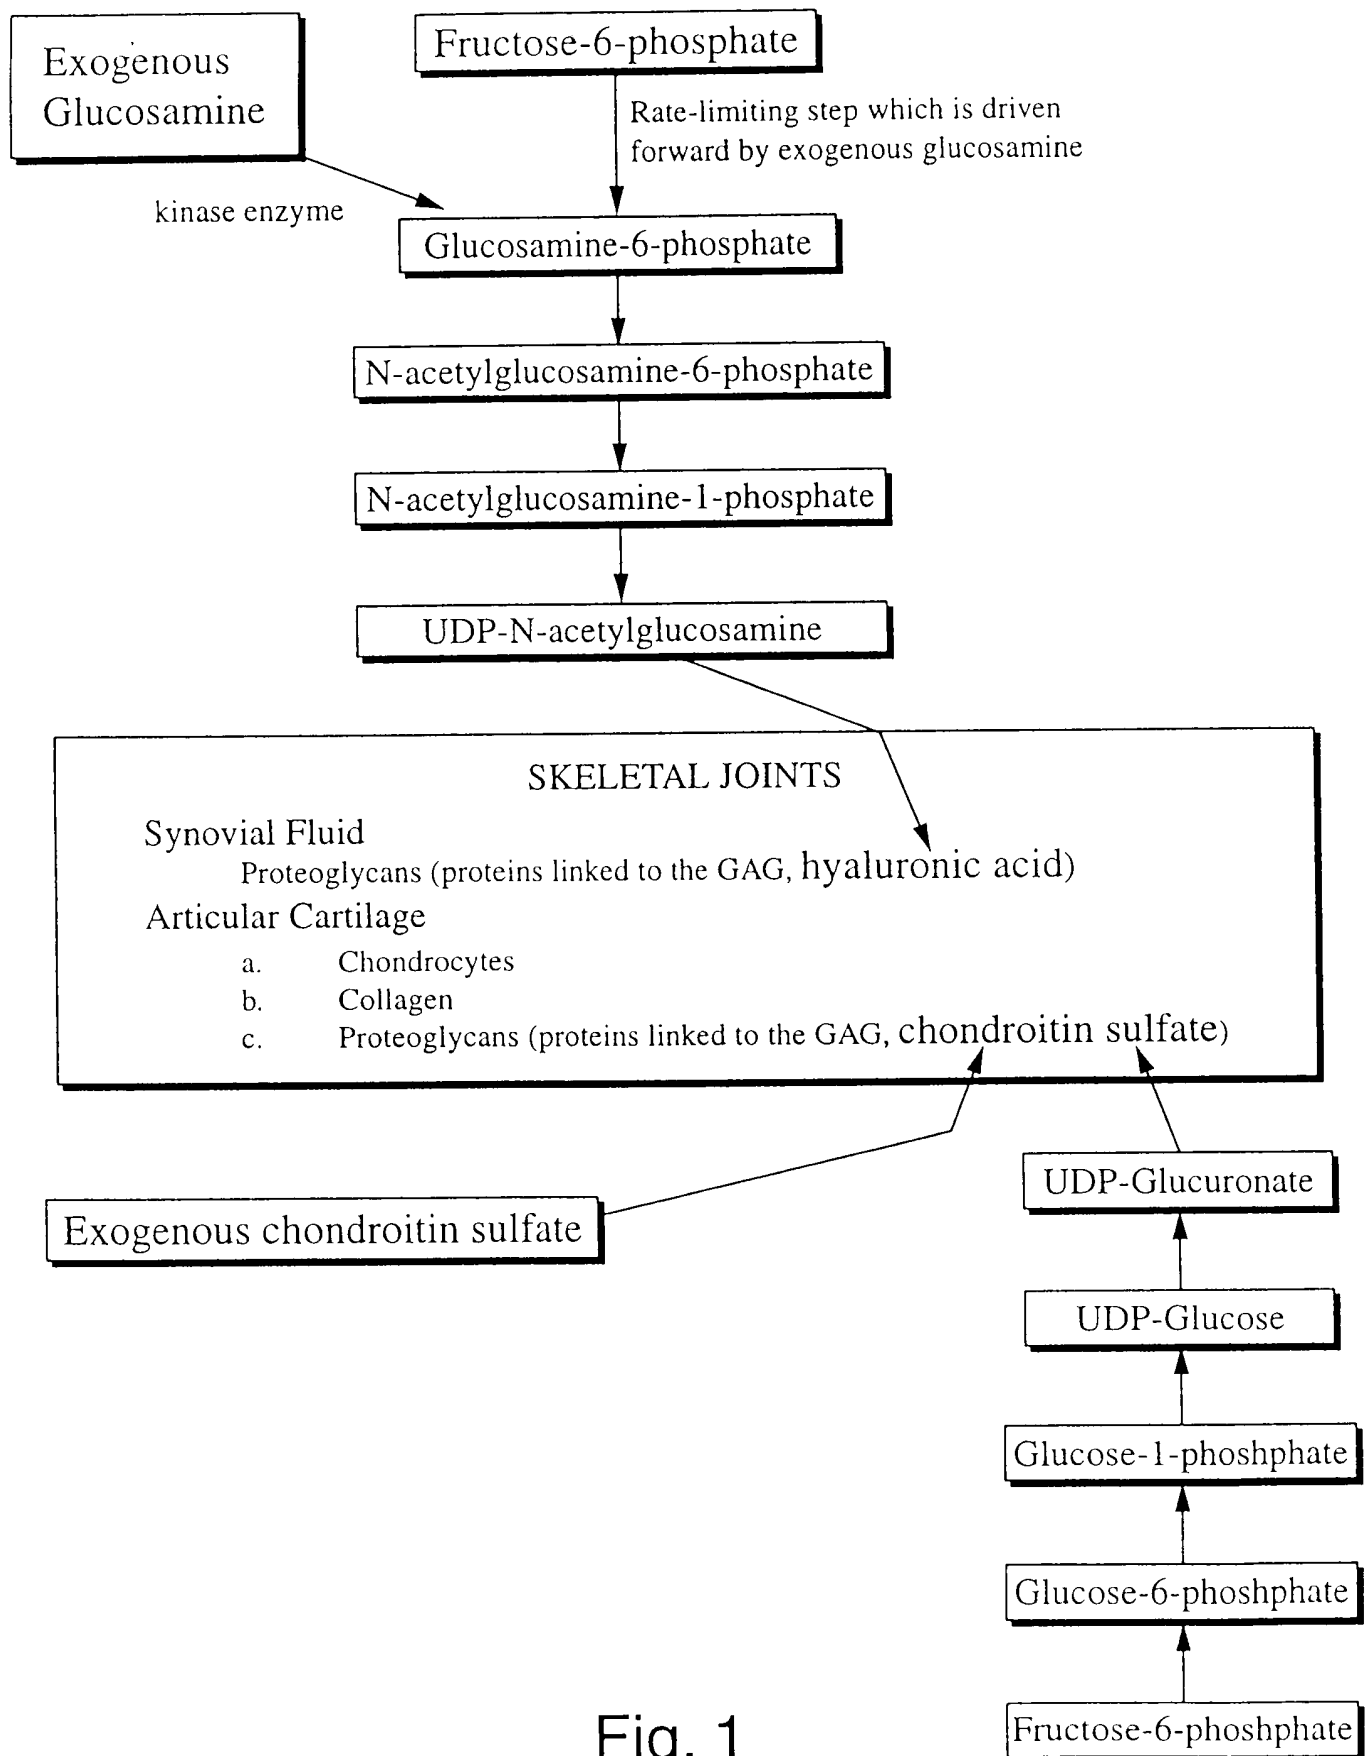 Exogenous
Glucosamine
Fructose-6-phosphate
Rate-limiting step which is driven
forward by exogenous glucosamine
kinase enzyme
Glucosamine-6-phosphate
N-acetylglucosamine-6-phosphate
N-acetylglucosamine-1-phosphate
UDP-N-acetylglucosamine
SKELETAL JOINTS
Synovial Fluid
Proteoglycans (proteins linked to the GAG, hyaluronic acid)
Articular Cartilage
a. Chondrocytes
b. Collagen
c. Proteoglycans (proteins linked to the GAG, chondroitin sulfate)
Exogenous chondroitin sulfate
UDP-Glucuronate
UDP-Glucose
Glucose-1-phoshphate
Glucose-6-phoshphate
Fructose-6-phoshphate
Fig. 1